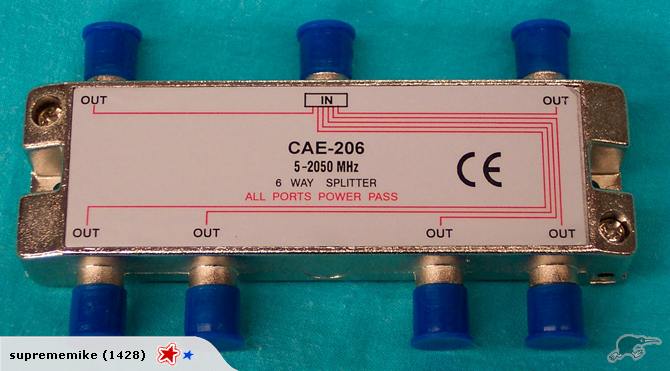 OUT
IN
OUT
CAE-206
5-2050 MHz
6 WAY SPLITTER
ALL PORTS POWER PASS
CE
OUT
OUT
OUT
OUT
suprememike (1428)